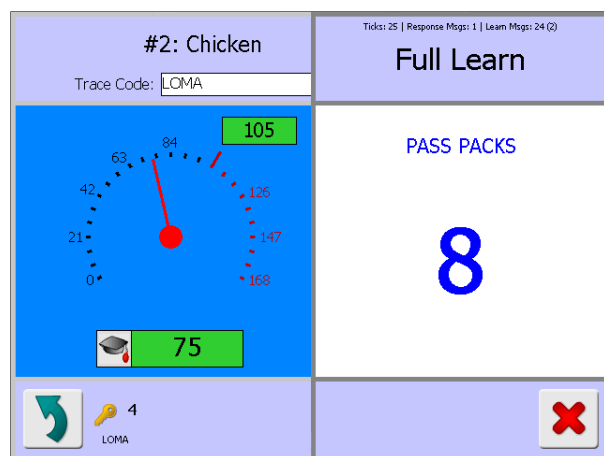 #2: Chicken
Trace Code: LOMA
Ticks: 25 | Response Msgs: 1 | Learn Msgs: 24 (2)
Full Learn
105
84
63
42
21
0
126
147
168
75
PASS PACKS
8
4
LOMA